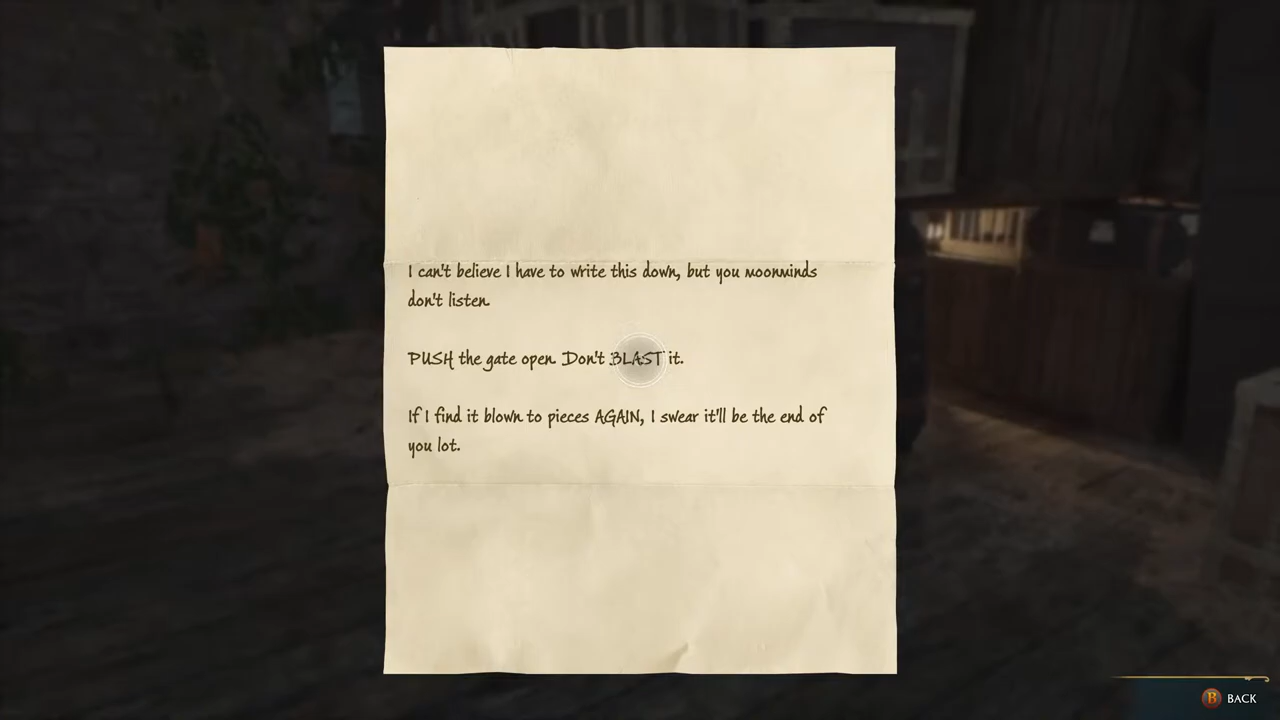 I can't believe I have to write this down, but you moonminds
don't listen.
PUSH the gate open. Don't BLAST it.
If I find it blown to pieces AGAIN, I swear it'll be the end of
you lot.
B BACK